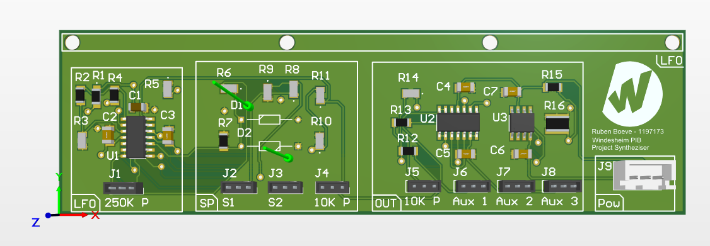 LFO
R2 R1 R4
C1
R5
R3
C2
C3
U1
J1
LFO 250K P
R6
R9 R8
R11
D1
R7
D2
R10
J2
J3
J4
SP S1
S2
10K P
R14
C4
C7
R15
R13
U2
U3
R16
R12
C5
C6
J5
J6
J7
J8
OUT 10K P
Aux 1
Aux 2
Aux 3
Ruben Boeve - 1197173
Windesheim PIB
Project Synthesizer
J9
Pow
Y
Z
X